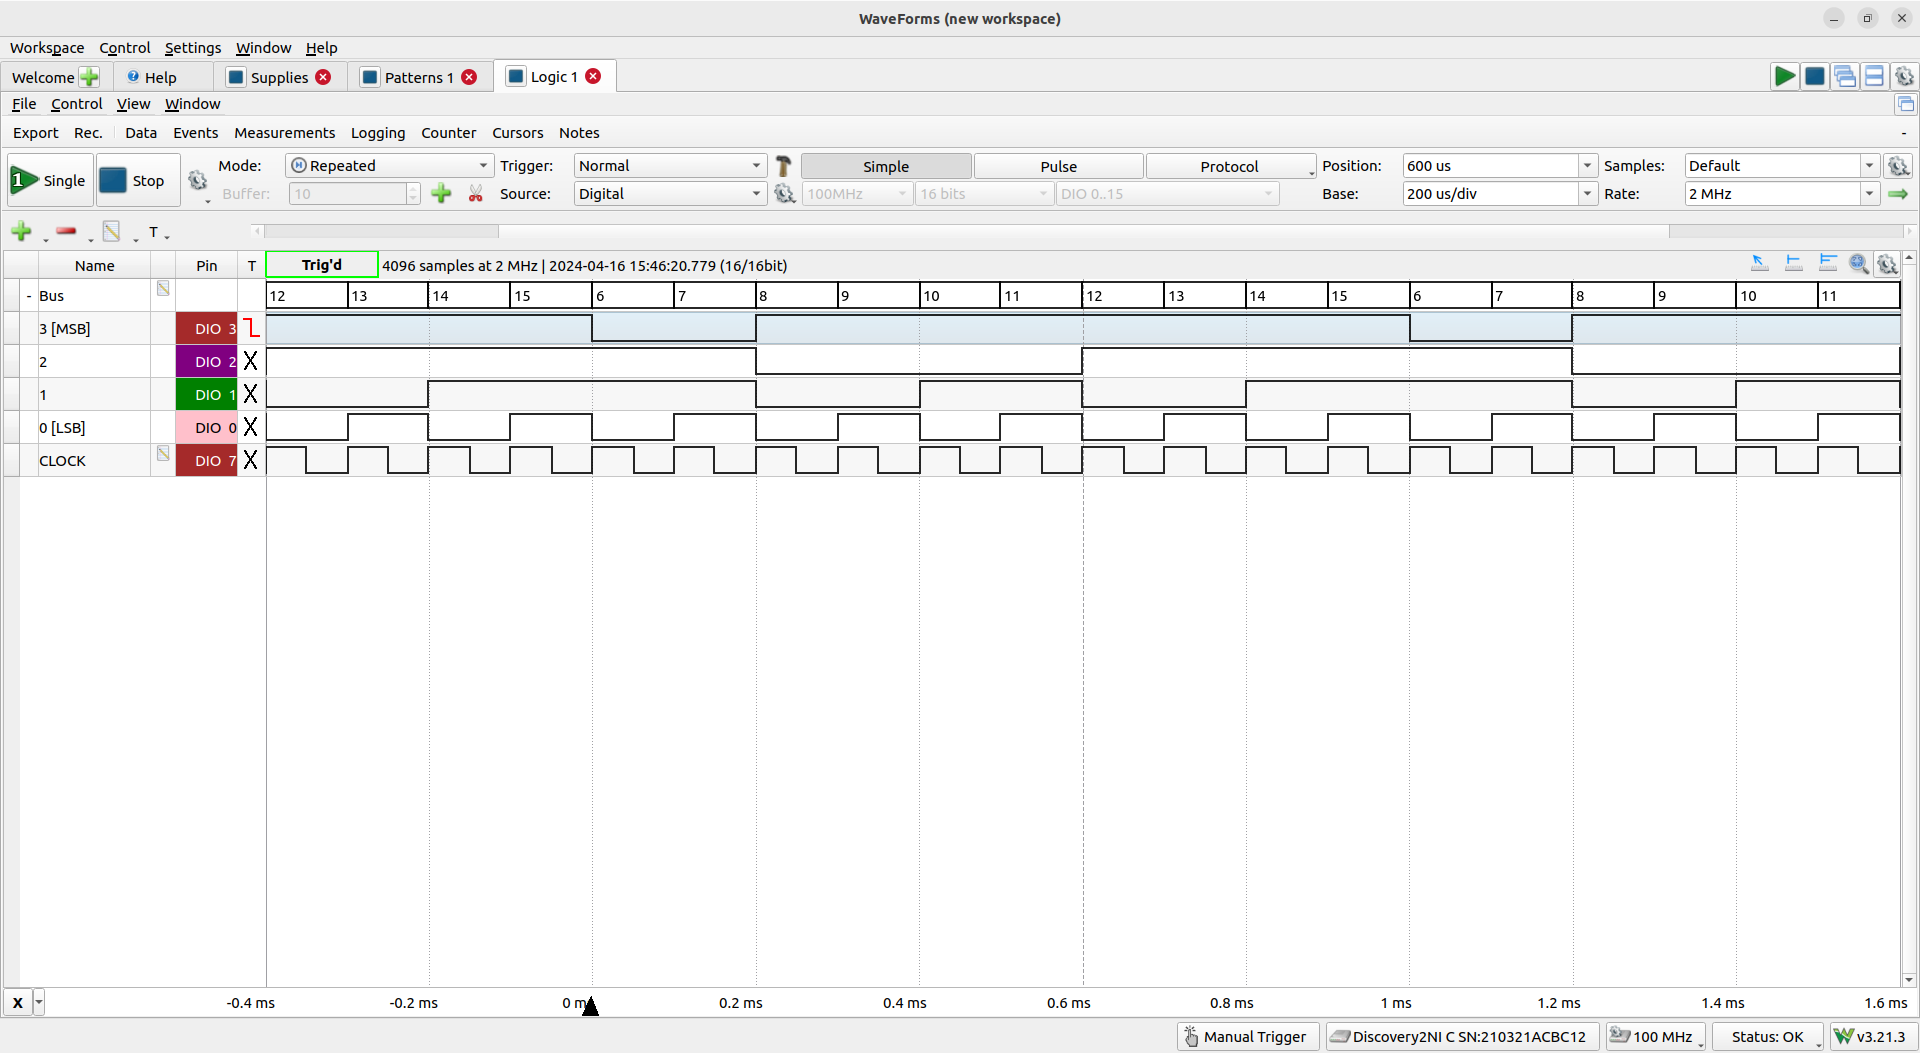 WaveForms (new workspace)
Workspace Control Settings Window Help
Welcome Help Supplies Patterns 1 Logic 1
File Control View Window
Export Rec. Data Events Measurements Logging Counter Cursors Notes -
1 Single Stop Mode: Repeated Trigger: Normal Simple Pulse Protocol Position: 600 us Samples: Default
Buffer: 10 Source: Digital 100MHz 16 bits DIO 0..15 Base: 200 us/div Rate: 2 MHz
T
Name Pin T Trig'd 4096 samples at 2 MHz | 2024-04-16 15:46:20.779 (16/16bit)
- Bus 12 13 14 15 6 7 8 9 10 11 12 13 14 15 6 7 8 9 10 11
3 [MSB] DIO 3
2 DIO 2 X
1 DIO 1 X
0 [LSB] DIO 0 X
CLOCK DIO 7 X
X -0.4 ms -0.2 ms 0 m 0.2 ms 0.4 ms 0.6 ms 0.8 ms 1 ms 1.2 ms 1.4 ms 1.6 ms
Manual Trigger Discovery2NI C SN:210321ACBC12 100 MHz Status: OK W v3.21.3